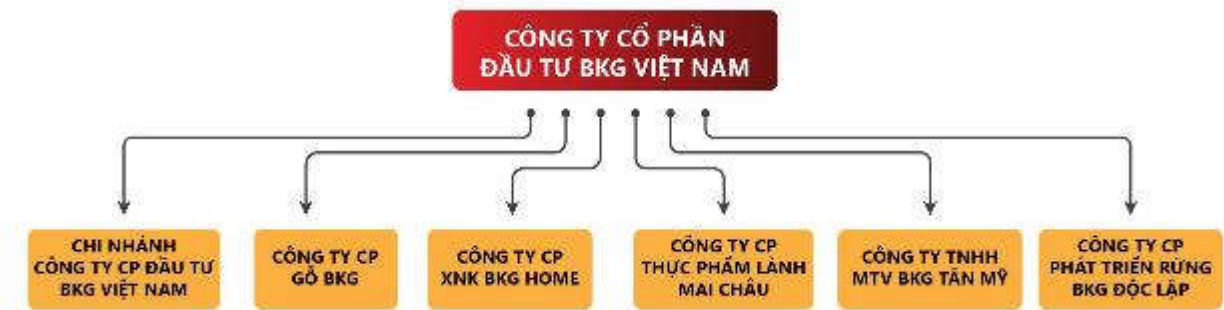 CÔNG TY CỔ PHẦN
ĐẦU TƯ BKG VIỆT NAM
CHI NHÁNH
CÔNG TY CP ĐẦU TƯ
BKG VIỆT NAM
CÔNG TY CP
GỖ BKG
CÔNG TY CP
XNK BKG HOME
CÔNG TY CP
THỰC PHẨM LÀNH
MAI CHÂU
CÔNG TY TNHH
MTV BKG TÂN MỸ
CÔNG TY CP
PHÁT TRIỂN RỪNG
BKG ĐỘC LẬP